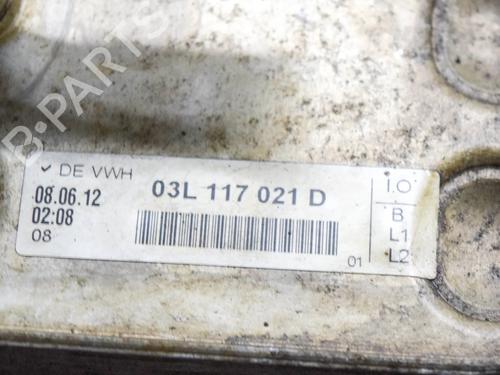 B-PARTS
✓ DE VWH
08.06.12
02:08
08
03L 117 021 D
01
I.O
B
L1
L2